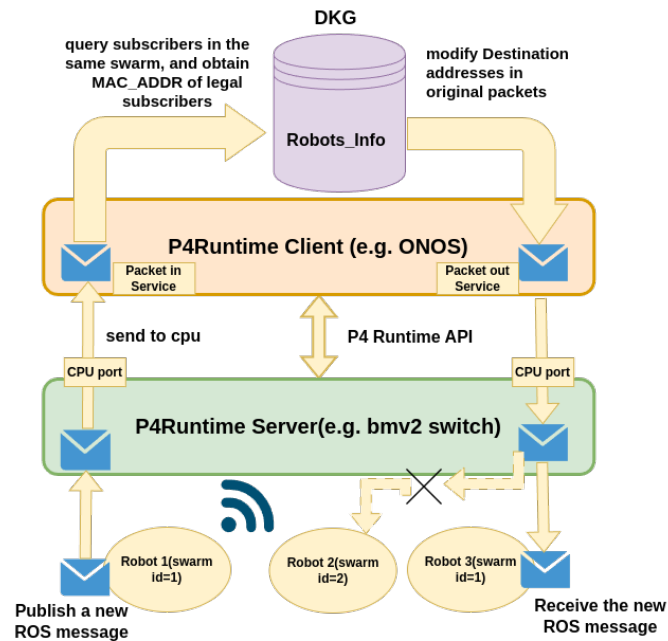 DKG
query subscribers in the
same swarm, and obtain
MAC_ADDR of legal
subscribers
modify Destination
addresses in
original packets
Robots_Info
P4Runtime Client (e.g. ONOS)
Packet in
Service
Packet out
Service
send to cpu
P4 Runtime API
CPU port
CPU port
P4Runtime Server(e.g. bmv2 switch)
Robot 1(swarm
id=1)
Robot 2(swarm
id=2)
Robot 3(swarm
id=1)
Publish a new
ROS message
Receive the new
ROS message